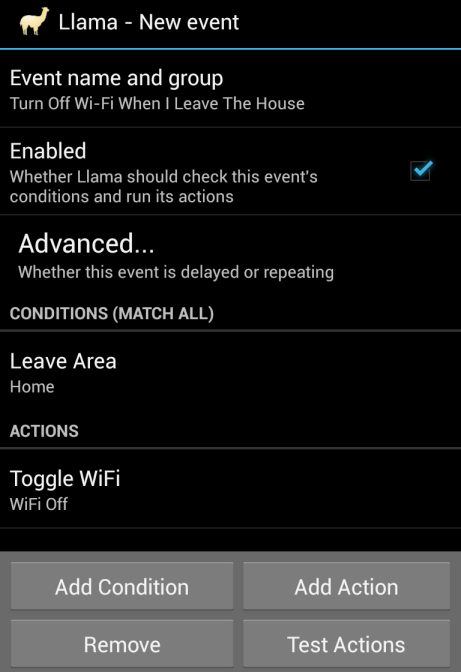 Llama - New event
Event name and group
Turn Off Wi-Fi When I Leave The House
Enabled
Whether Llama should check this event's
conditions and run its actions
Advanced...
Whether this event is delayed or repeating
CONDITIONS (MATCH ALL)
Leave Area
Home
ACTIONS
Toggle WiFi
WiFi Off
Add Condition
Add Action
Remove
Test Actions